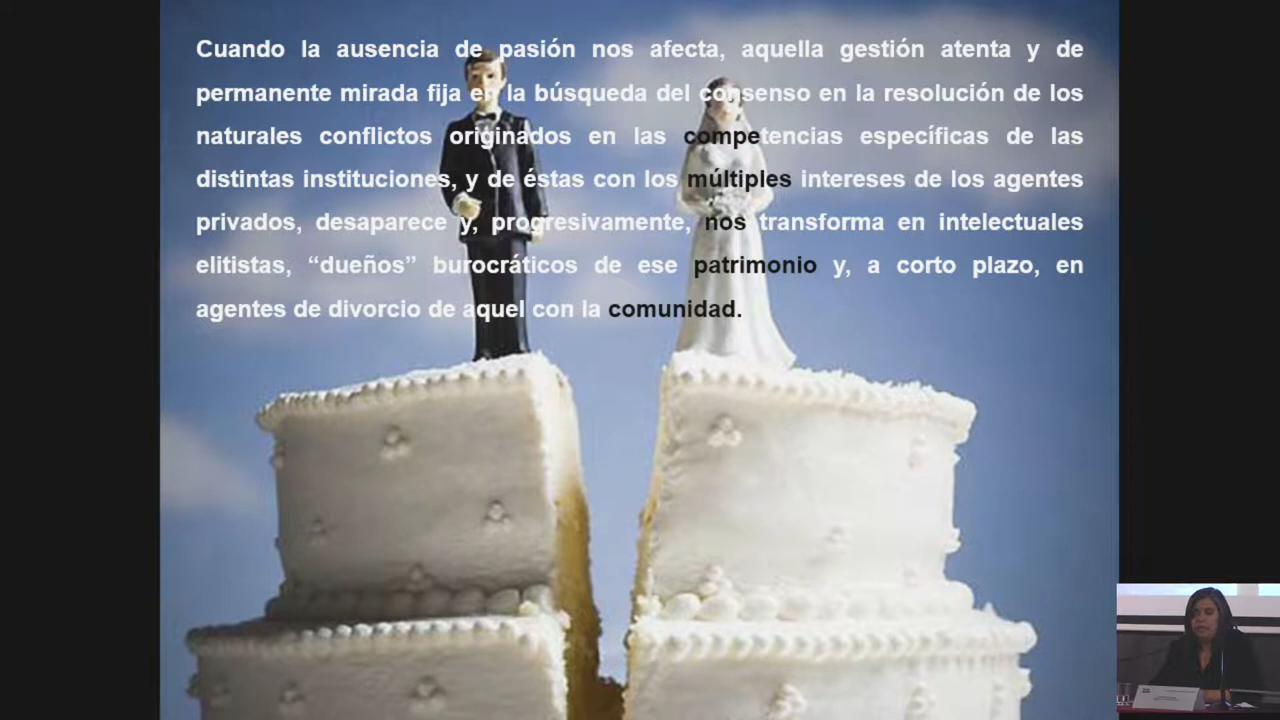 Cuando la ausencia de pasión nos afecta, aquella gestión atenta y de
permanente mirada fija en la búsqueda del consenso en la resolución de los
naturales conflictos originados en las competencias específicas de las
distintas instituciones, y de éstas con los múltiples intereses de los agentes
privados, desaparece y, progresivamente, nos transforma en intelectuales
elitistas, “dueños” burocráticos de ese patrimonio y, a corto plazo, en
agentes de divorcio de aquel con la comunidad.